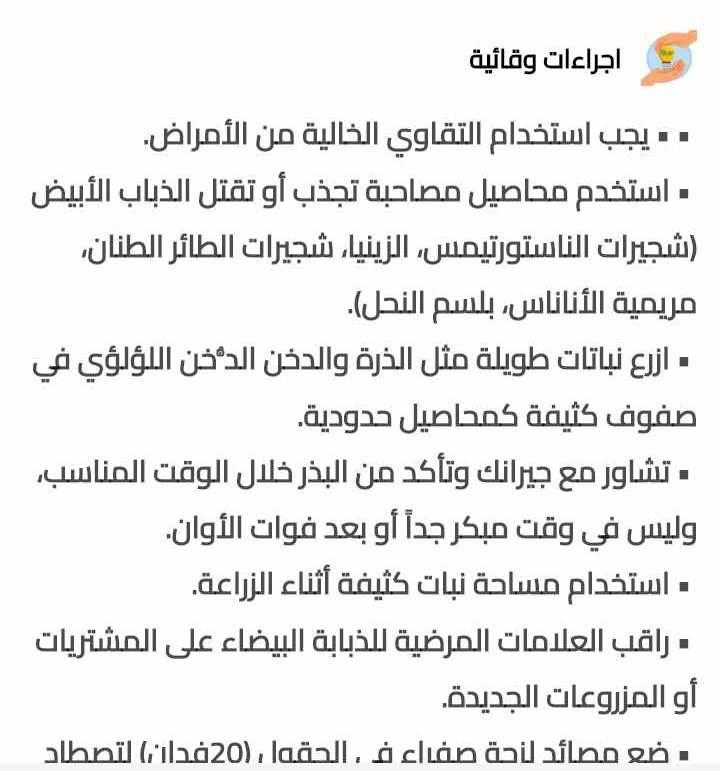 اجراءات وقائية
▪ ▪ يجب استخدام التقاوي الخالية من الأمراض.
▪ استخدم محاصيل مصاحبة تجذب أو تقتل الذباب الأبيض
(شجيرات الناستورتيمس، الزينيا، شجيرات الطائر الطنان،
مريمية الأناناس، بلسم النحل).
▪ ازرع نباتات طويلة مثل الذرة والدخن الدُخن اللؤلؤي في
صفوف كثيفة كمحاصيل حدودية.
▪ تشاور مع جيرانك وتأكد من البذر خلال الوقت المناسب،
وليس في وقت مبكر جداً أو بعد فوات الأوان.
▪ استخدام مساحة نبات كثيفة أثناء الزراعة.
▪ راقب العلامات المرضية للذبابة البيضاء على المشتريات
أو المزروعات الجديدة.
▪ ضع مصائد لزجة صفراء في الحقول (20فدان) لتصطاد